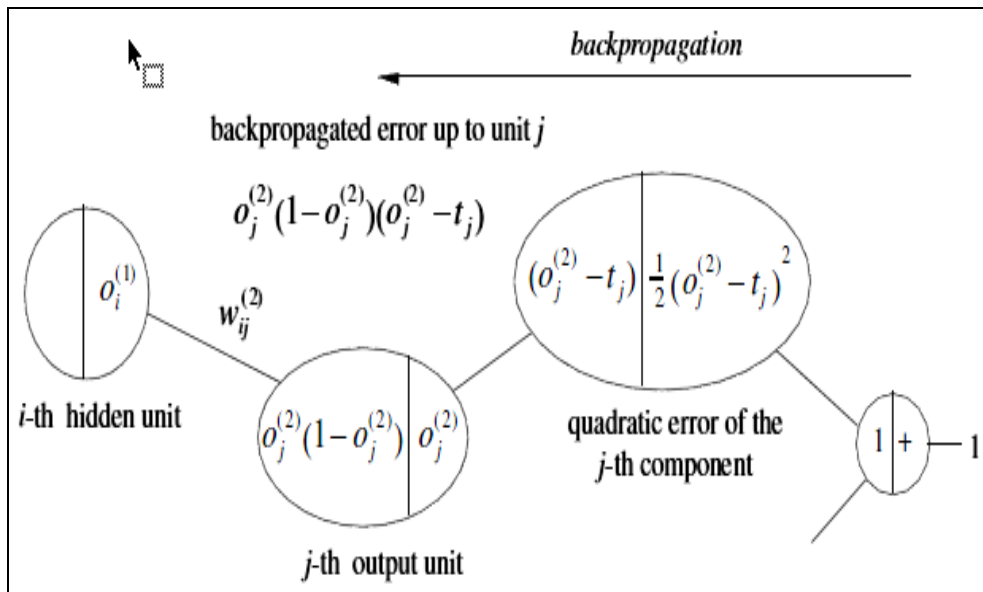 backpropagation
backpropagated error up to unit j
o_j^{(2)}(1−o_j^{(2)})(o_j^{(2)} −t_j)
o_i^{(1)}
w_{ij}^{(2)}
(o_j^{(2)} −t_j) ½(o_j^{(2)} −t_j)^2
i-th hidden unit
o_j^{(2)}(1−o_j^{(2)}) o_j^{(2)}
quadratic error of the
j-th component
1 + 1
j-th output unit